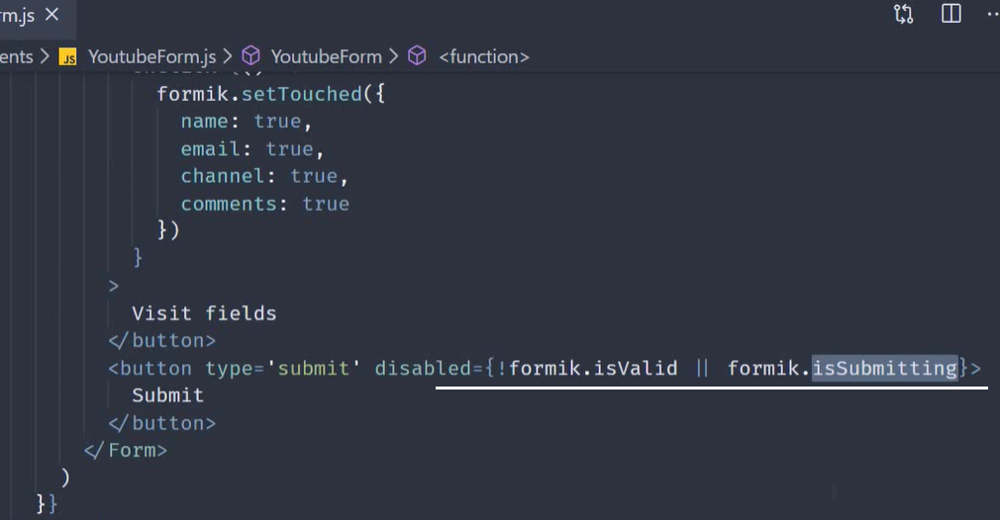 rm.js
ents > JS YoutubeForm.js > YoutubeForm > <function>
formik.setTouched({
name: true,
email: true,
channel: true,
comments: true
})
}
>
Visit fields
</button>
<button type='submit' disabled={!formik.isValid || formik.isSubmitting}>
Submit
</button>
</Form>
)
}}